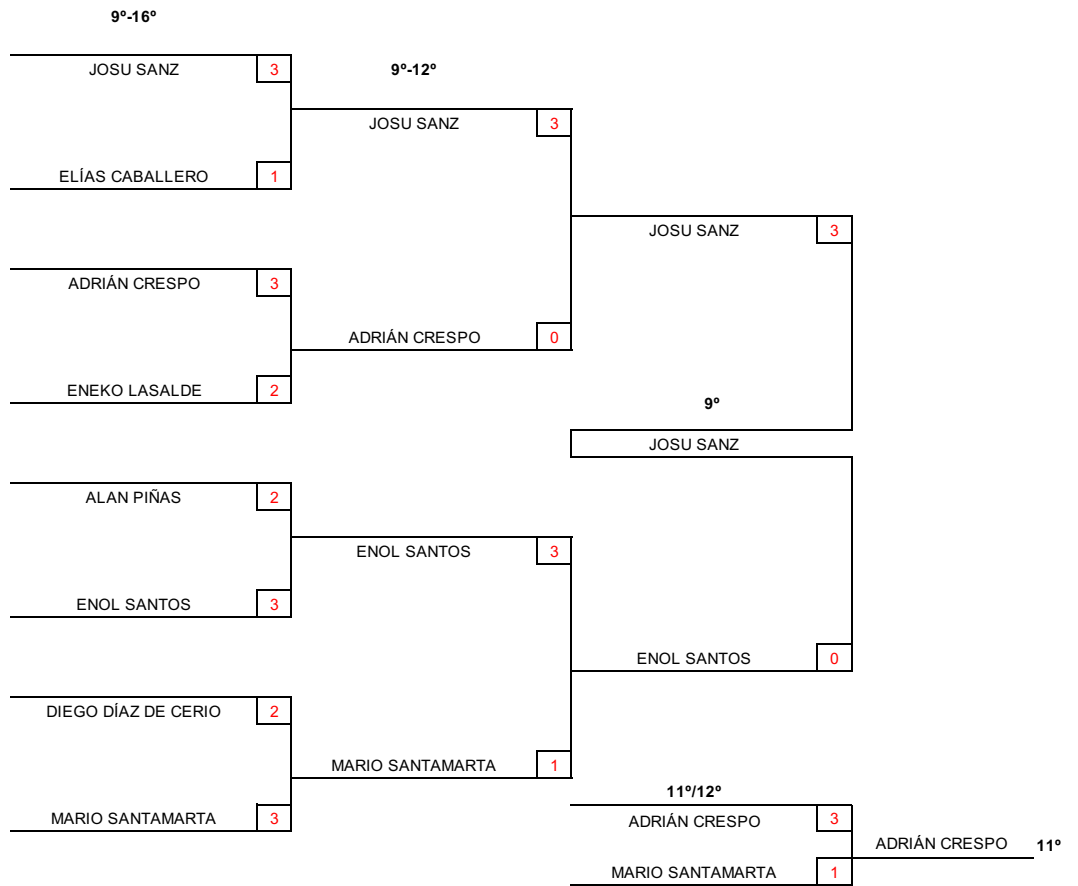 9º-16º
JOSU SANZ 3
9º-12º
JOSU SANZ 3
ELÍAS CABALLERO 1
JOSU SANZ 3
ADRIÁN CRESPO 3
ADRIÁN CRESPO 0
ENEKO LASALDE 2
9º
JOSU SANZ
ALAN PIÑAS 2
ENOL SANTOS 3
ENOL SANTOS 3
ENOL SANTOS 0
DIEGO DÍAZ DE CERIO 2
MARIO SANTAMARTA 1
11º/12º
MARIO SANTAMARTA 3
ADRIÁN CRESPO 3
ADRIÁN CRESPO 11º
MARIO SANTAMARTA 1